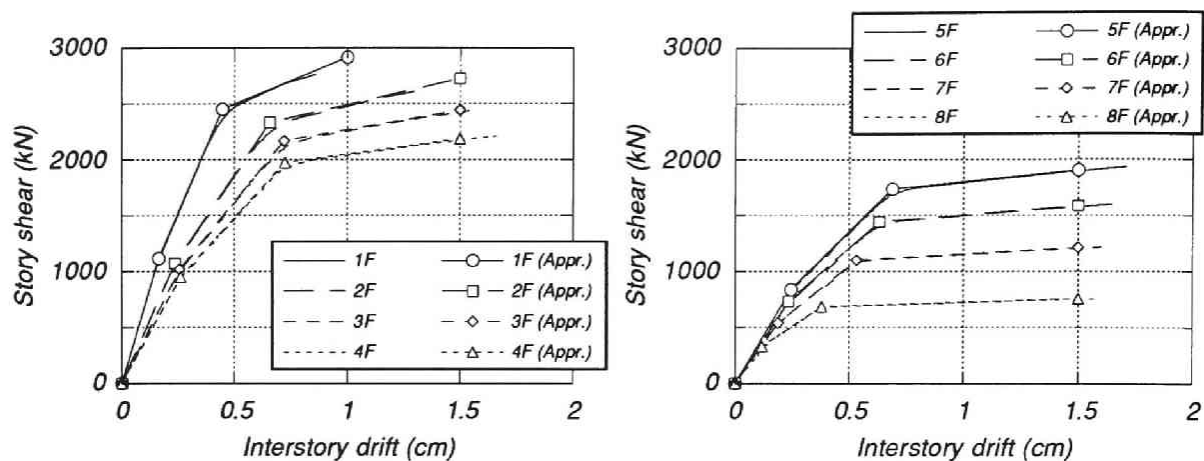 3000
2000
1000
0
Story shear (kN)
0 0.5 1 1.5 2
Interstory drift (cm)
1F 1F (Appr.)
2F 2F (Appr.)
3F 3F (Appr.)
4F 4F (Appr.)
3000
2000
1000
0
Story shear (kN)
0 0.5 1 1.5 2
Interstory drift (cm)
5F 5F (Appr.)
6F 6F (Appr.)
7F 7F (Appr.)
8F 8F (Appr.)